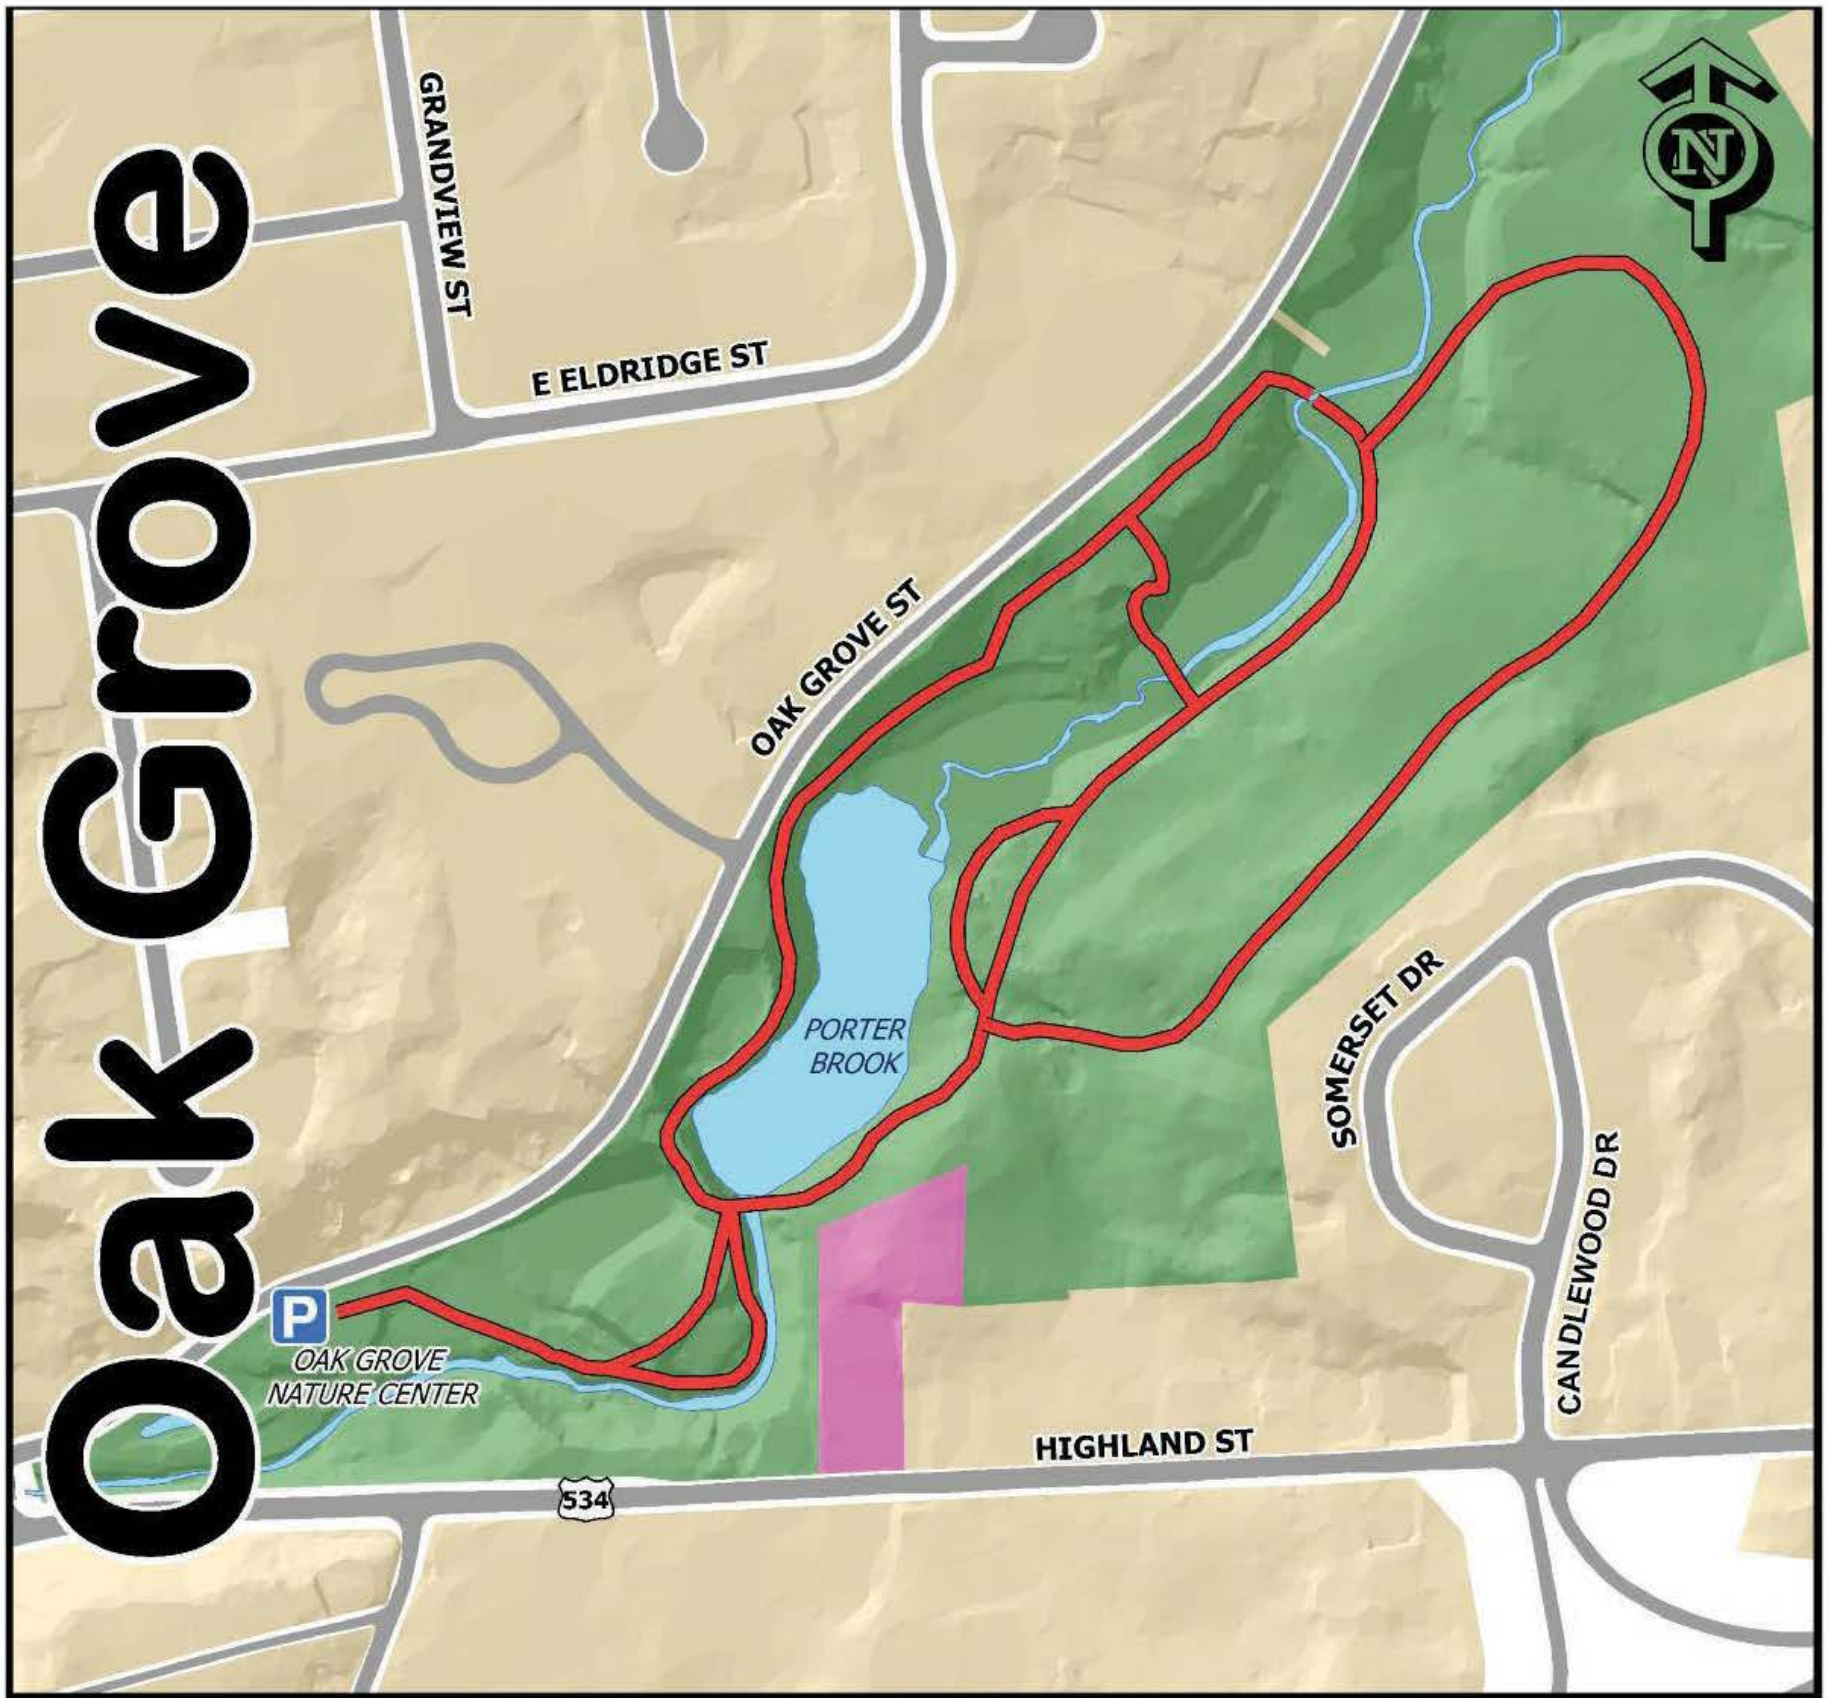 Oak Grove
GRANDVIEW ST
N
E ELDRIDGE ST
OAK GROVE ST
PORTER
BROOK
SOMERSET DR
CANDLEWOOD DR
P
OAK GROVE
NATURE CENTER
HIGHLAND ST
534